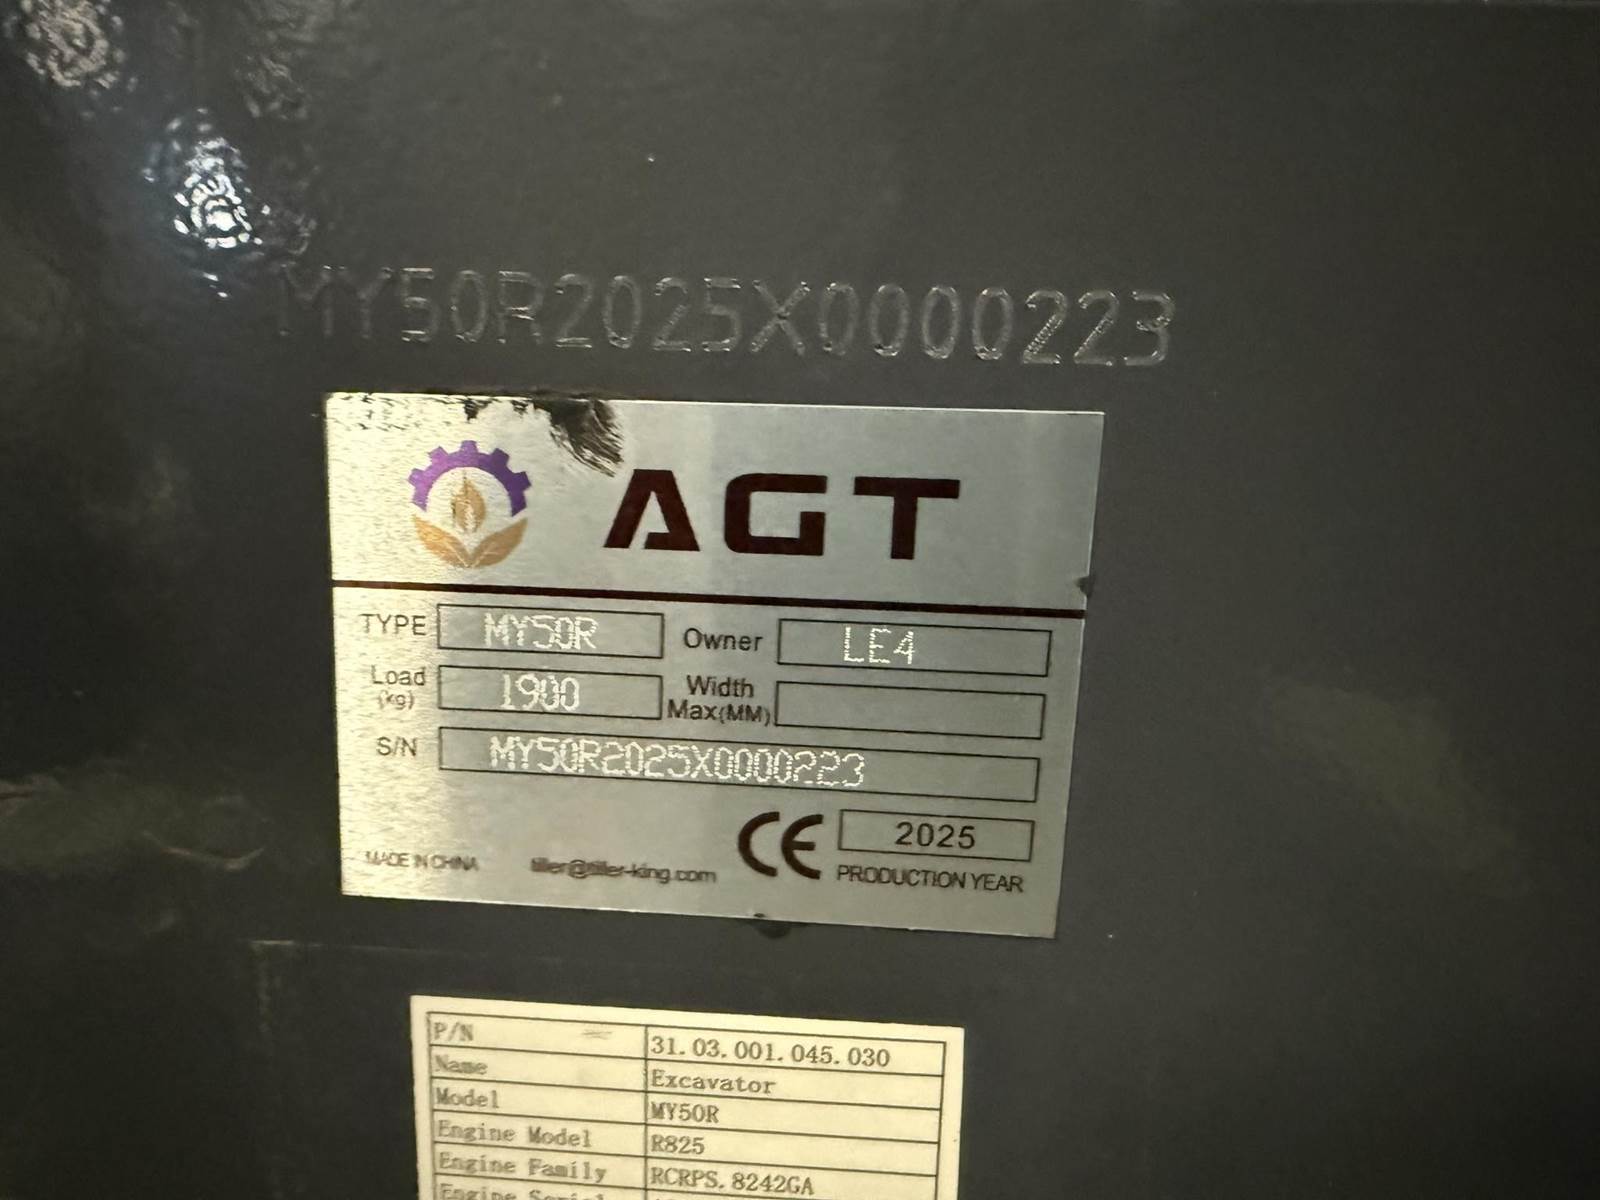 MY50R2025X0000223
AGT
TYPE MY50R Owner LE4
Load (kg) 1900 Width Max(MM)
S/N MY50R2025X0000223
CE 2025
MADE IN CHINA tiller@tiller-king.com PRODUCTION YEAR
P/N 31.03.001.045.030
Name Excavator
Model MY50R
Engine Model R825
Engine Family RCRPS.8242GA
Engine Serial